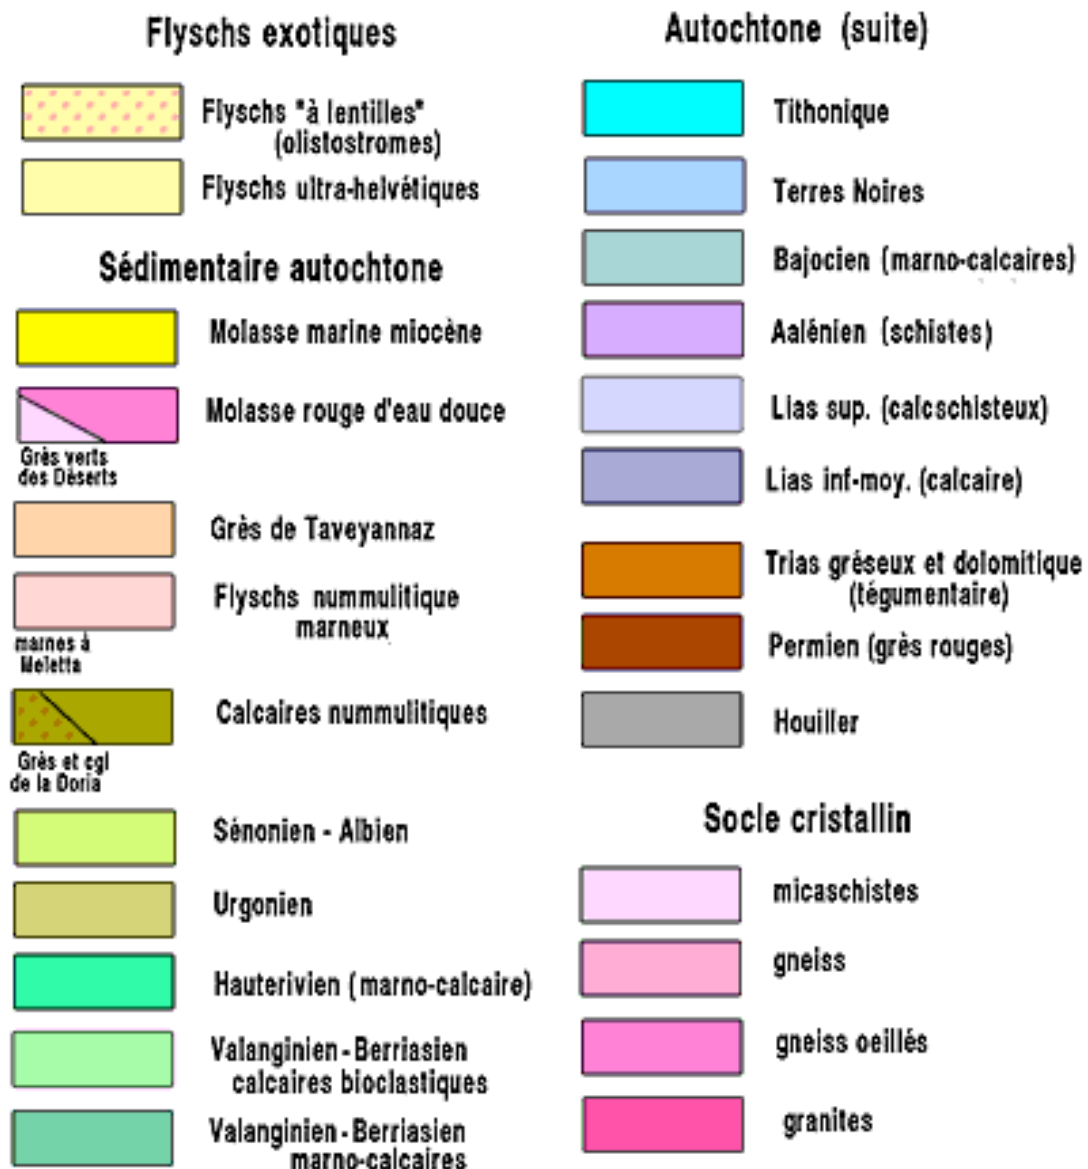 Flyschs exotiques
Flyschs "à lentilles"
(olistostromes)
Flyschs ultra-helvétiques
Sédimentaire autochtone
Molasse marine miocène
Molasse rouge d'eau douce
Grès verts
des Déserts
Grès de Taveyannaz
Flyschs nummulitique
marneux
marnes à
Meletta
Calcaires nummulitiques
Grès et cgl
de la Doria
Sénonien - Albien
Urgonien
Hauterivien (marno-calcaire)
Valanginien - Berriasien
calcaires bioclastiques
Valanginien - Berriasien
marno-calcaires
Autochtone (suite)
Tithonique
Terres Noires
Bajocien (marno-calcaires)
Aalénien (schistes)
Lias sup. (calcschisteux)
Lias inf-moy. (calcaire)
Trias gréseux et dolomitique
(tégumentaire)
Permien (grès rouges)
Houiller
Socle cristallin
micaschistes
gneiss
gneiss oeillés
granites